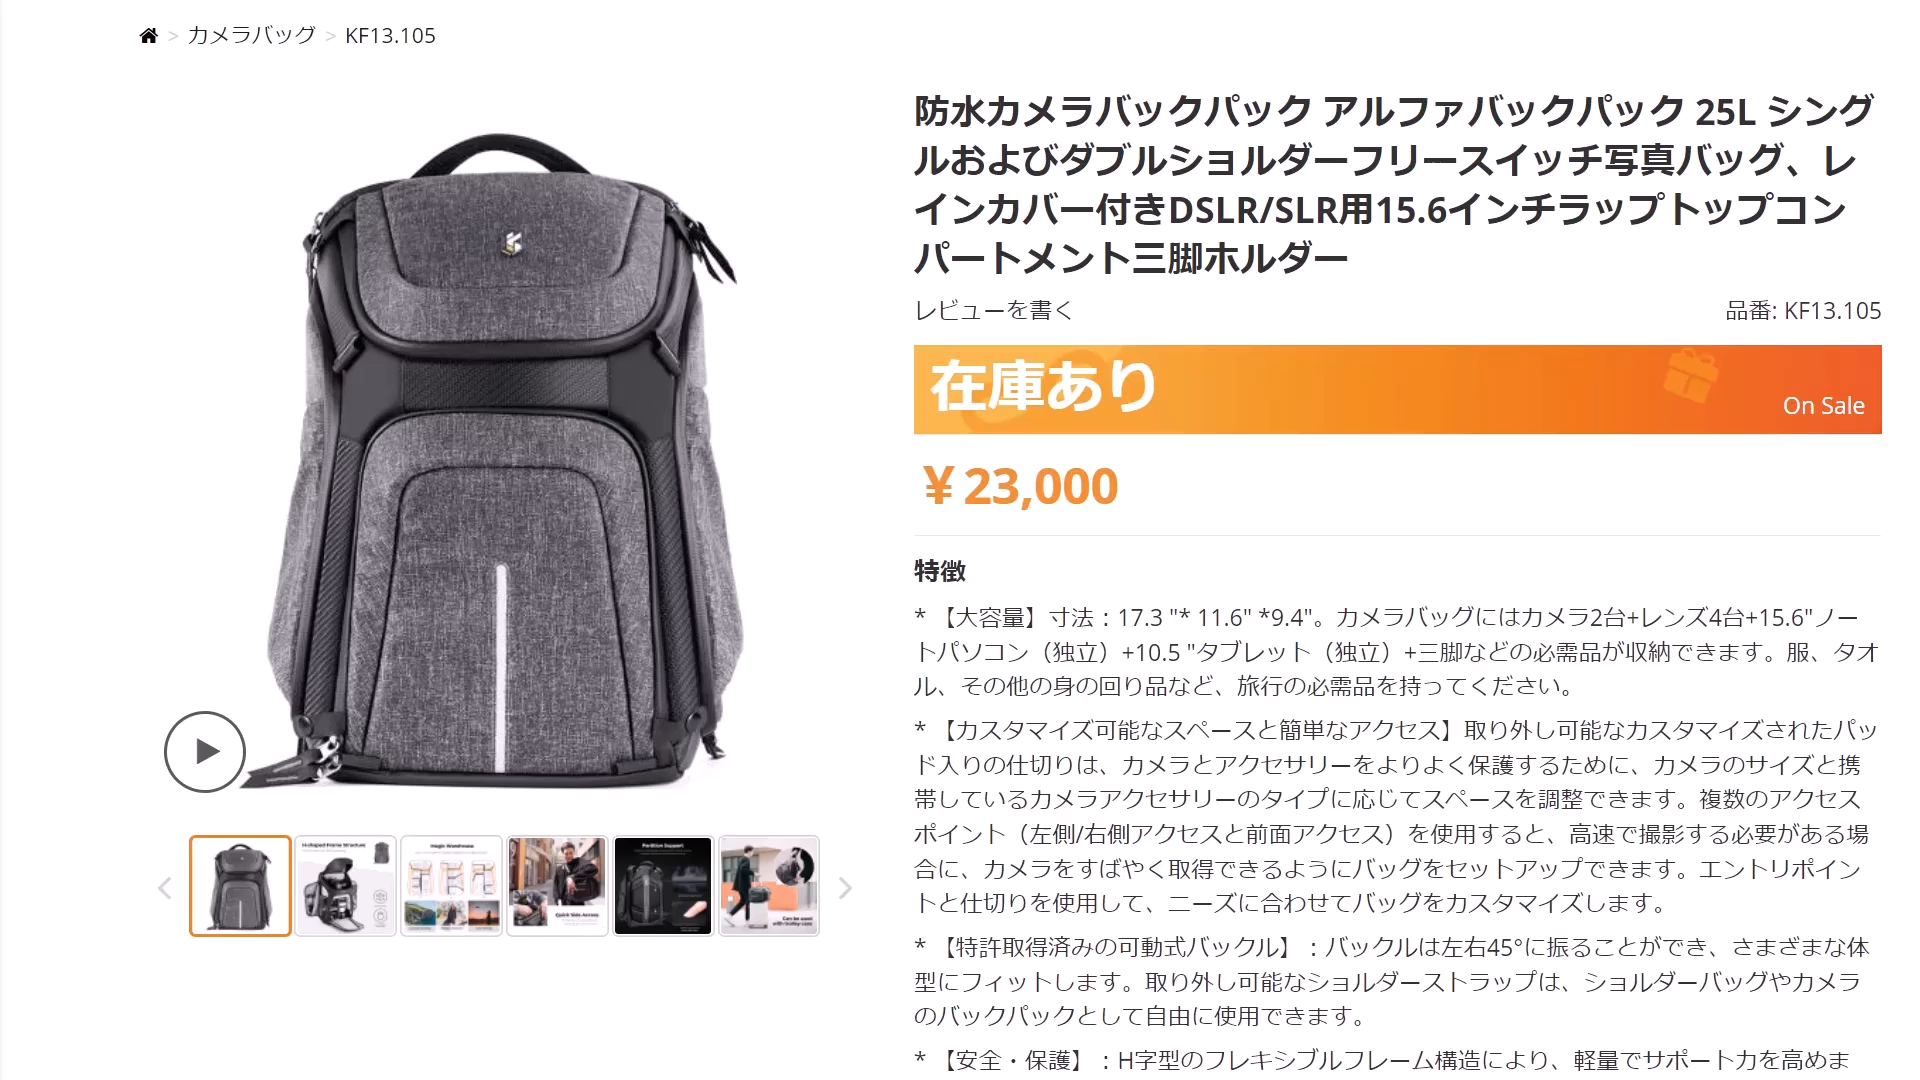 > カメラバッグ > KF13.105
防水カメラバックパック アルファバックパック 25L シング
ルおよびダブルショルダーフリースイッチ写真バッグ、レ
インカバー付きDSLR/SLR用15.6インチラップトップコン
パートメント三脚ホルダー
レビューを書く 品番: KF13.105
在庫あり
On Sale
￥23,000
特徴
* 【大容量】寸法：17.3 "* 11.6" *9.4"。カメラバッグにはカメラ2台+レンズ4台+15.6"ノー
トパソコン（独立）+10.5 "タブレット（独立）+三脚などの必需品が収納できます。服、タオ
ル、その他の身の回り品など、旅行の必需品を持ってください。
* 【カスタマイズ可能なスペースと簡単なアクセス】取り外し可能なカスタマイズされたパッ
ド入りの仕切りは、カメラとアクセサリーをよりよく保護するために、カメラのサイズと携
帯しているカメラアクセサリーのタイプに応じてスペースを調整できます。複数のアクセス
ポイント（左側/右側アクセスと前面アクセス）を使用すると、高速で撮影する必要がある場
合に、カメラをすばやく取得できるようにバッグをセットアップできます。エントリポイン
トと仕切りを使用して、ニーズに合わせてバッグをカスタマイズします。
* 【特許取得済みの可動式バックル】：バックルは左右45°に振ることができ、さまざまな体
型にフィットします。取り外し可能なショルダーストラップは、ショルダーバッグやカメラ
のバックパックとして自由に使用できます。
* 【安全・保護】：H字型のフレキシブルフレーム構造により、軽量でサポート力を高めま
H-shaped Frame Structure
Magic Warehouse
Quick Side Access
Partition Support
Can be used
with trolley case